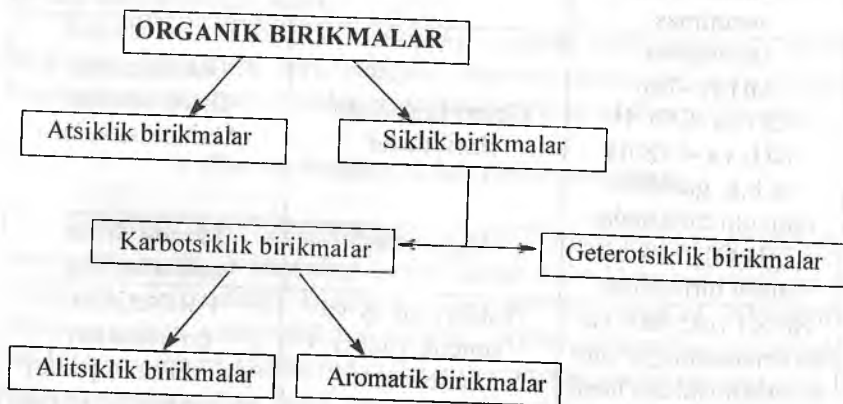 ORGANIK BIRIKMALAR
Atsiklik birikmalar
Siklik birikmalar
Karbotsiklik birikmalar
Geterotsiklik birikmalar
Alitsiklik birikmalar
Aromatik birikmalar